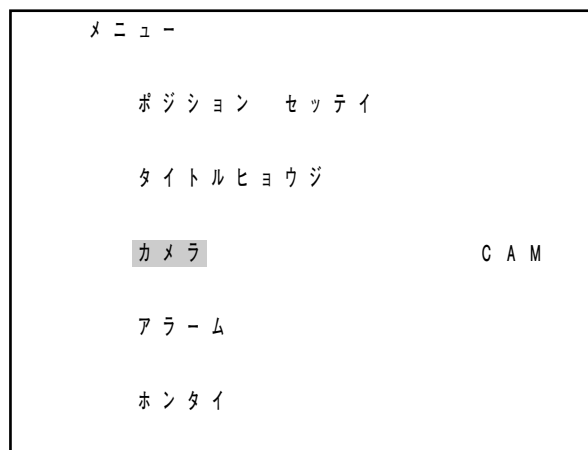 メニュー
ポジション セッテイ
タイトルヒョウジ
カメラ CAM
アラーム
ホンタイ